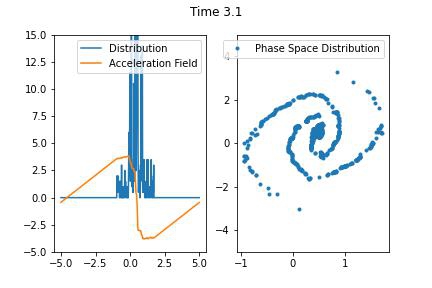 Time 3.1
Distribution
Acceleration Field
Phase Space Distribution
15.0
12.5
10.0
7.5
5.0
2.5
0.0
−2.5
−5.0
−5.0 −2.5 0.0 2.5 5.0
4
2
0
−2
−4
−1 0 1